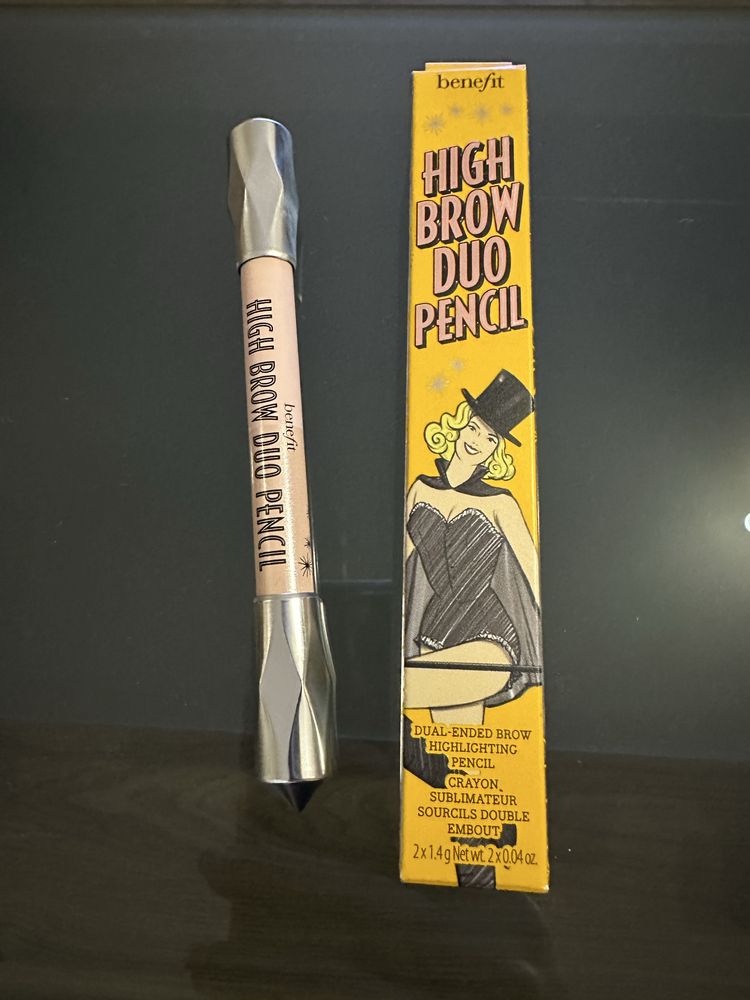 benefit
HIGH BROW DUO PENCIL
benefit
HIGH
BROW
DUO
PENCIL
DUAL-ENDED BROW
HIGHLIGHTING
PENCIL
CRAYON
SUBLIMATEUR
SOURCILS DOUBLE
EMBOUT
2 x 1.4 g Net wt. 2 x 0.04 oz.